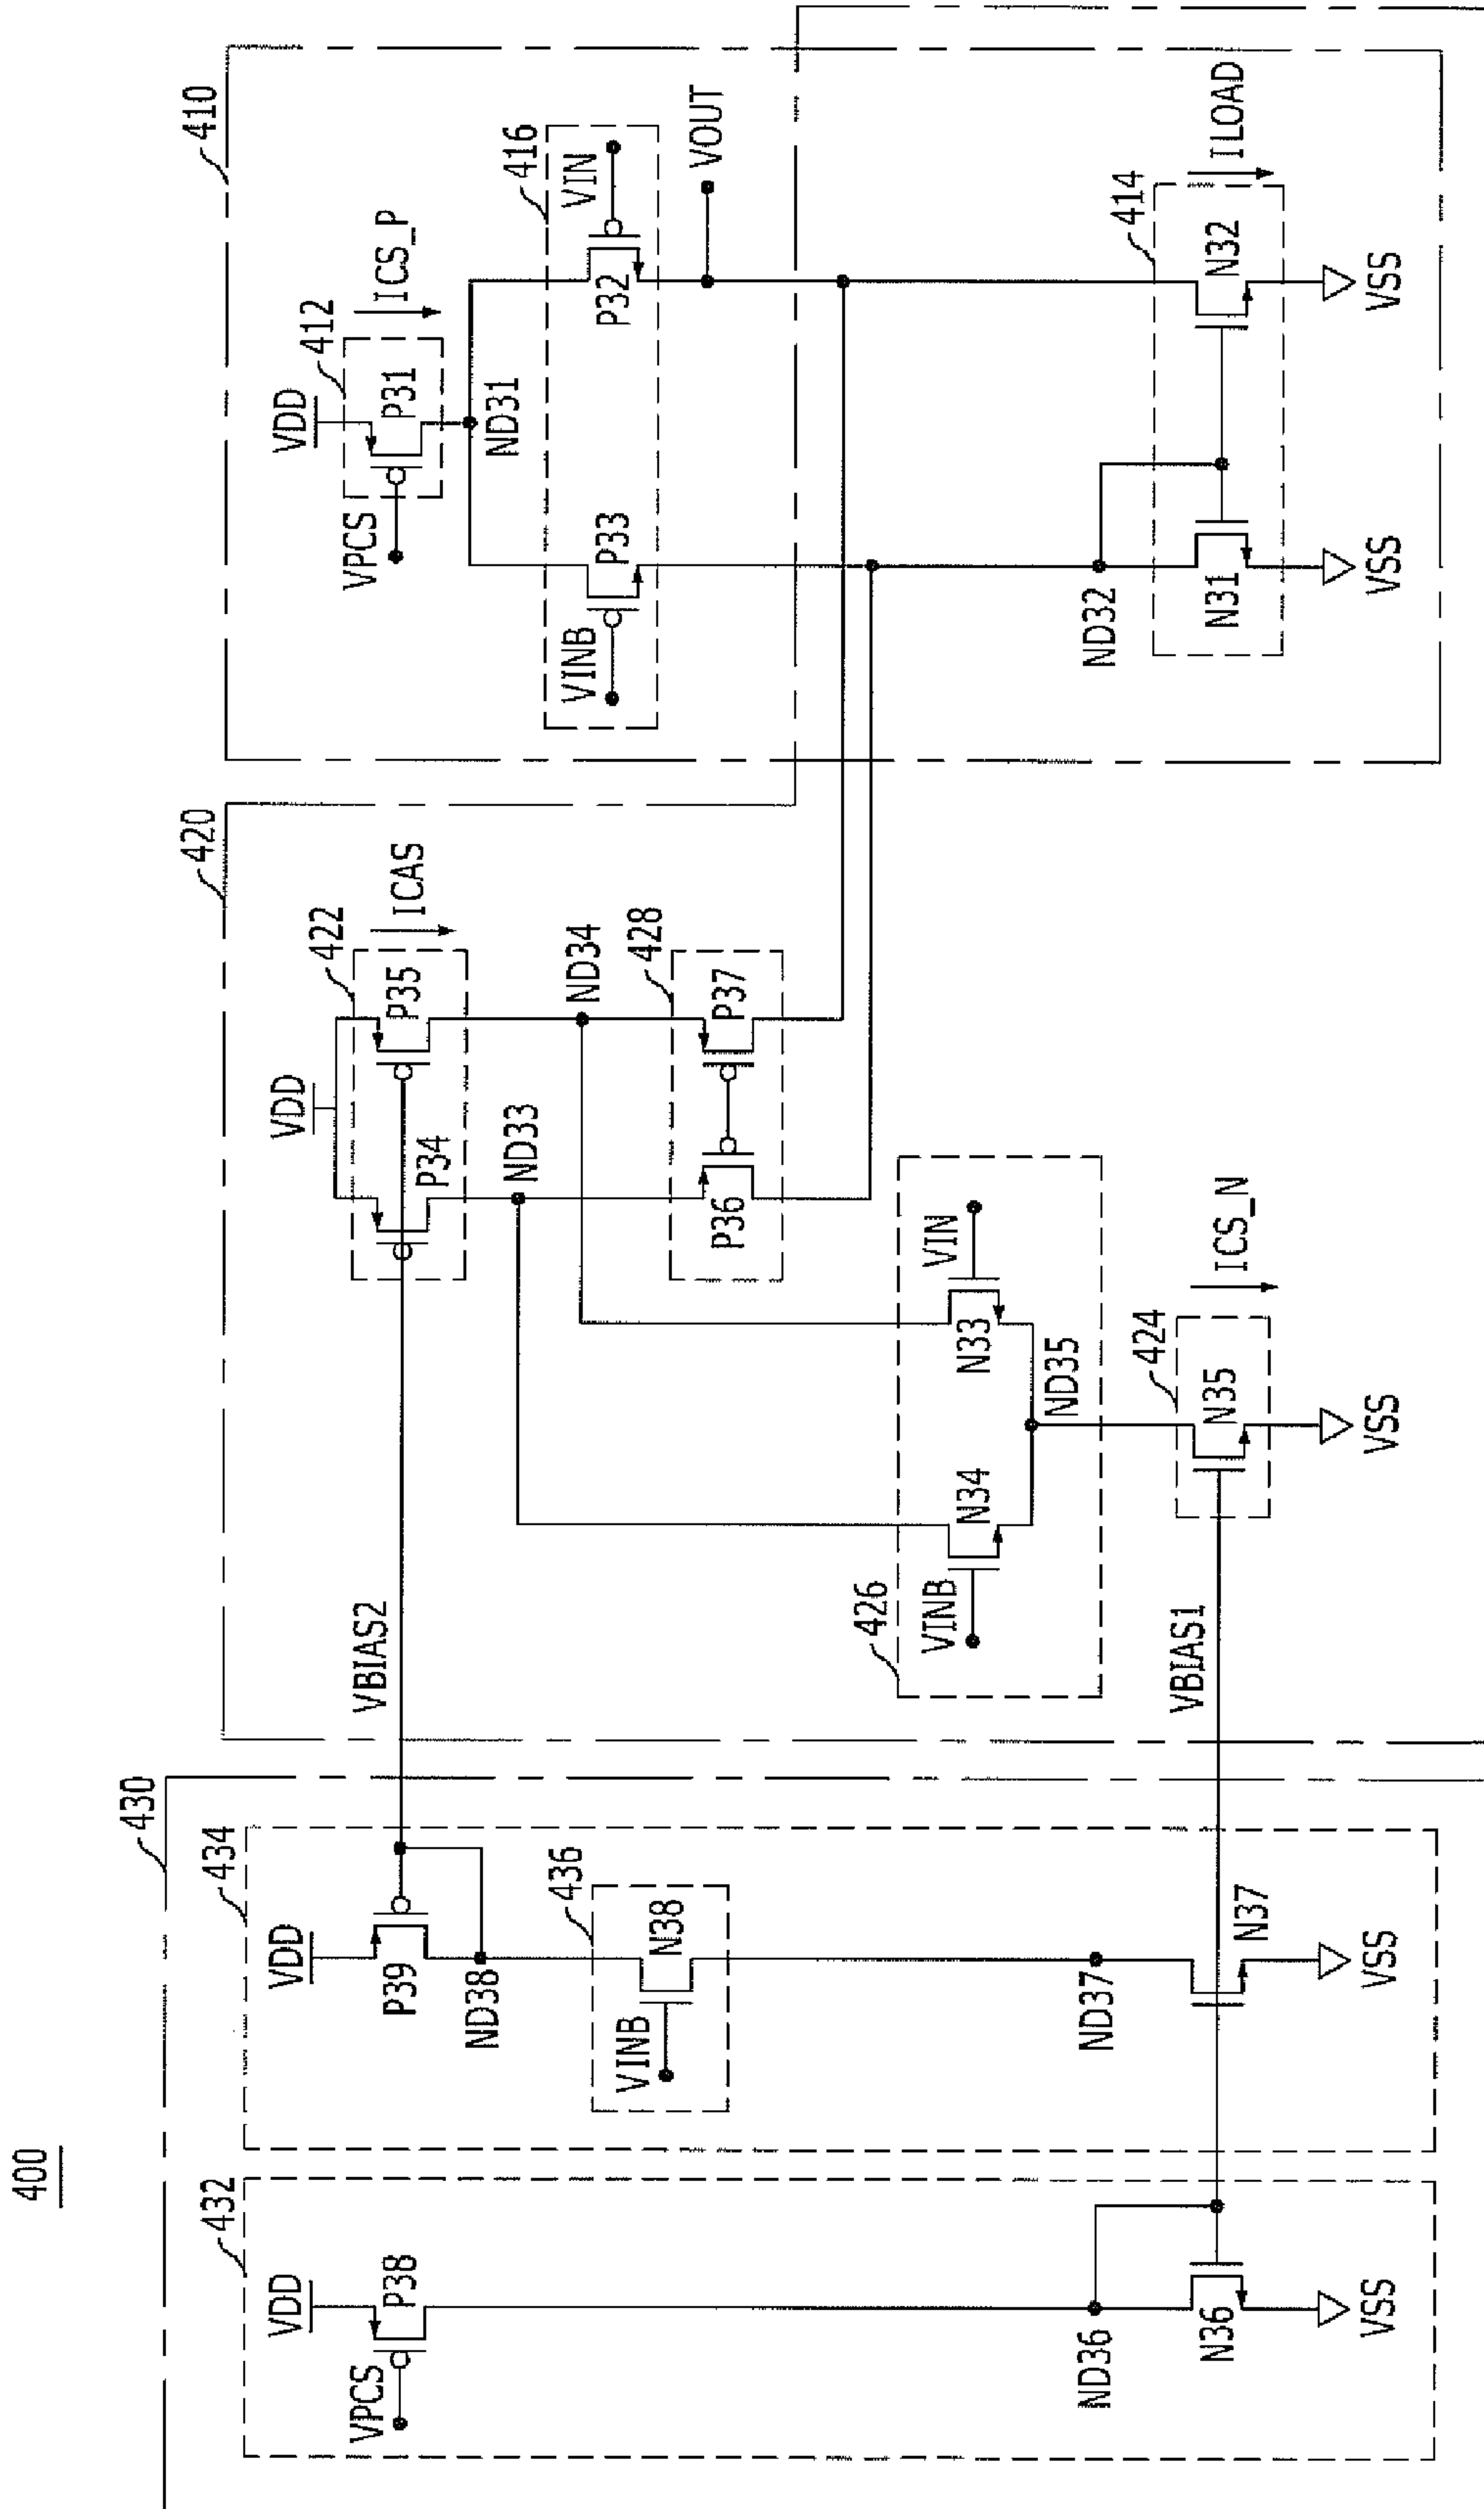 400
430
432
VDD
VPCS
P38
ND36
N36
VSS
434
VDD
P39
ND38
436
VINB
N38
ND37
N37
VSS
VBIAS2
VBIAS1
420
VDD
422
P34
P35
ICAS
ND33
ND34
428
P36
P37
426
VINB
N34
N33
VIN
ND35
424
N35
ICS_N
VSS
410
VDD
412
VPCS
P31
ICS_P
ND31
416
VINB
P33
P32
VIN
VOUT
ND32
414
N31
N32
ILOAD
VSS
VSS